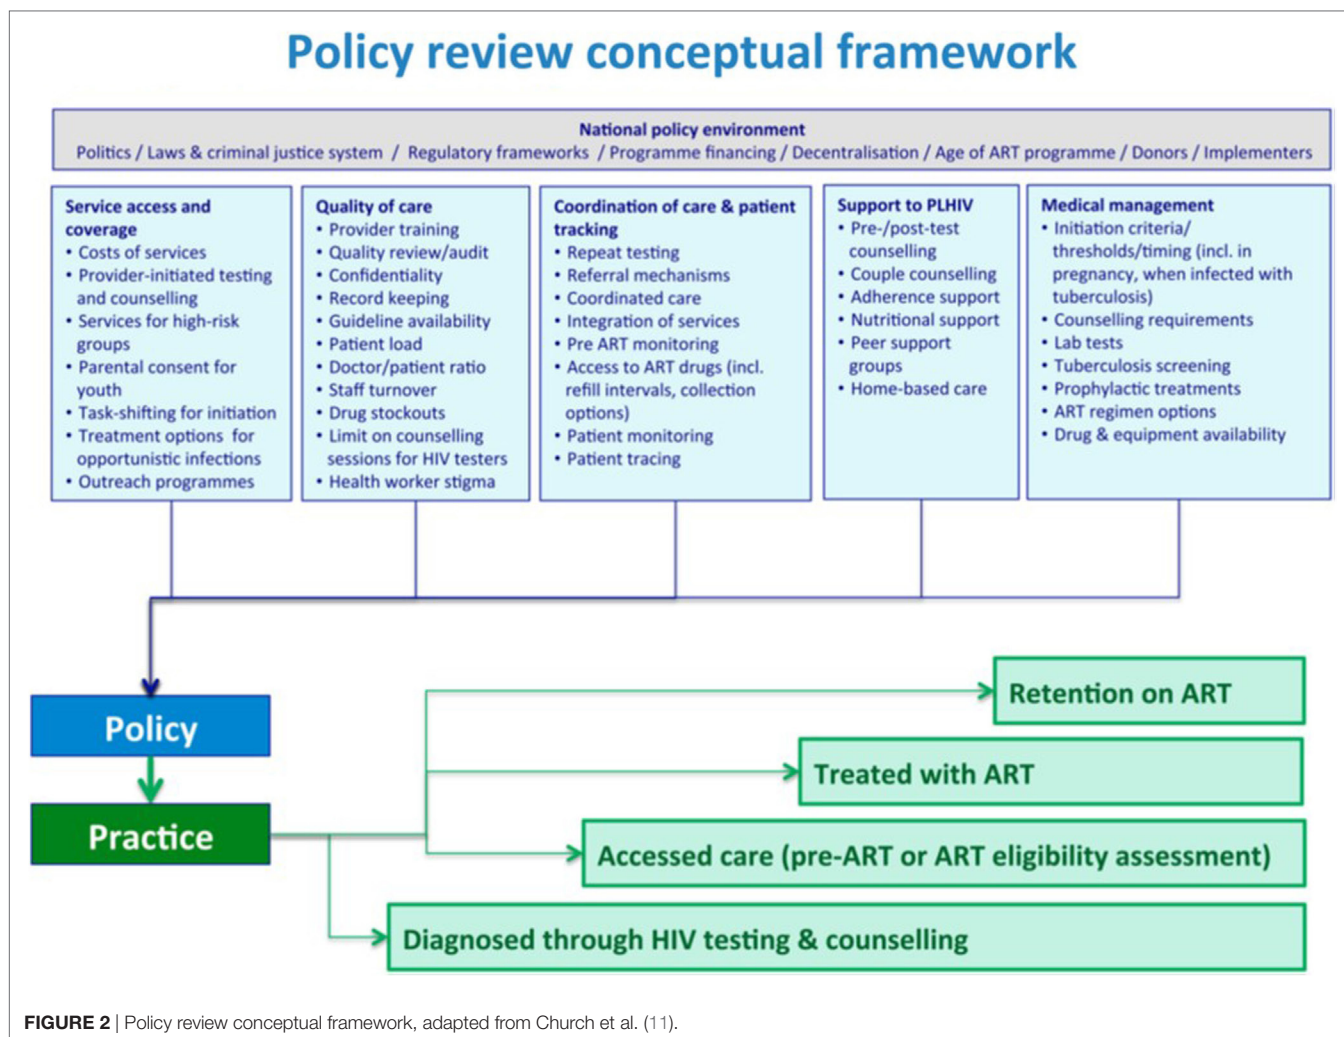 Policy review conceptual framework
National policy environment
Politics / Laws & criminal justice system / Regulatory frameworks / Programme financing / Decentralisation / Age of ART programme / Donors / Implementers
Service access and
coverage
• Costs of services
• Provider-initiated testing
and counselling
• Services for high-risk
groups
• Parental consent for
youth
• Task-shifting for initiation
• Treatment options for
opportunistic infections
• Outreach programmes
Quality of care
• Provider training
• Quality review/audit
• Confidentiality
• Record keeping
• Guideline availability
• Patient load
• Doctor/patient ratio
• Staff turnover
• Drug stockouts
• Limit on counselling
sessions for HIV testers
• Health worker stigma
Coordination of care & patient
tracking
• Repeat testing
• Referral mechanisms
• Coordinated care
• Integration of services
• Pre ART monitoring
• Access to ART drugs (incl.
refill intervals, collection
options)
• Patient monitoring
• Patient tracing
Support to PLHIV
• Pre-/post-test
counselling
• Couple counselling
• Adherence support
• Nutritional support
• Peer support
groups
• Home-based care
Medical management
• Initiation criteria/
thresholds/timing (incl. in
pregnancy, when infected with
tuberculosis)
• Counselling requirements
• Lab tests
• Tuberculosis screening
• Prophylactic treatments
• ART regimen options
• Drug & equipment availability
Policy
Practice
Retention on ART
Treated with ART
Accessed care (pre-ART or ART eligibility assessment)
Diagnosed through HIV testing & counselling
FIGURE 2 | Policy review conceptual framework, adapted from Church et al. (11).